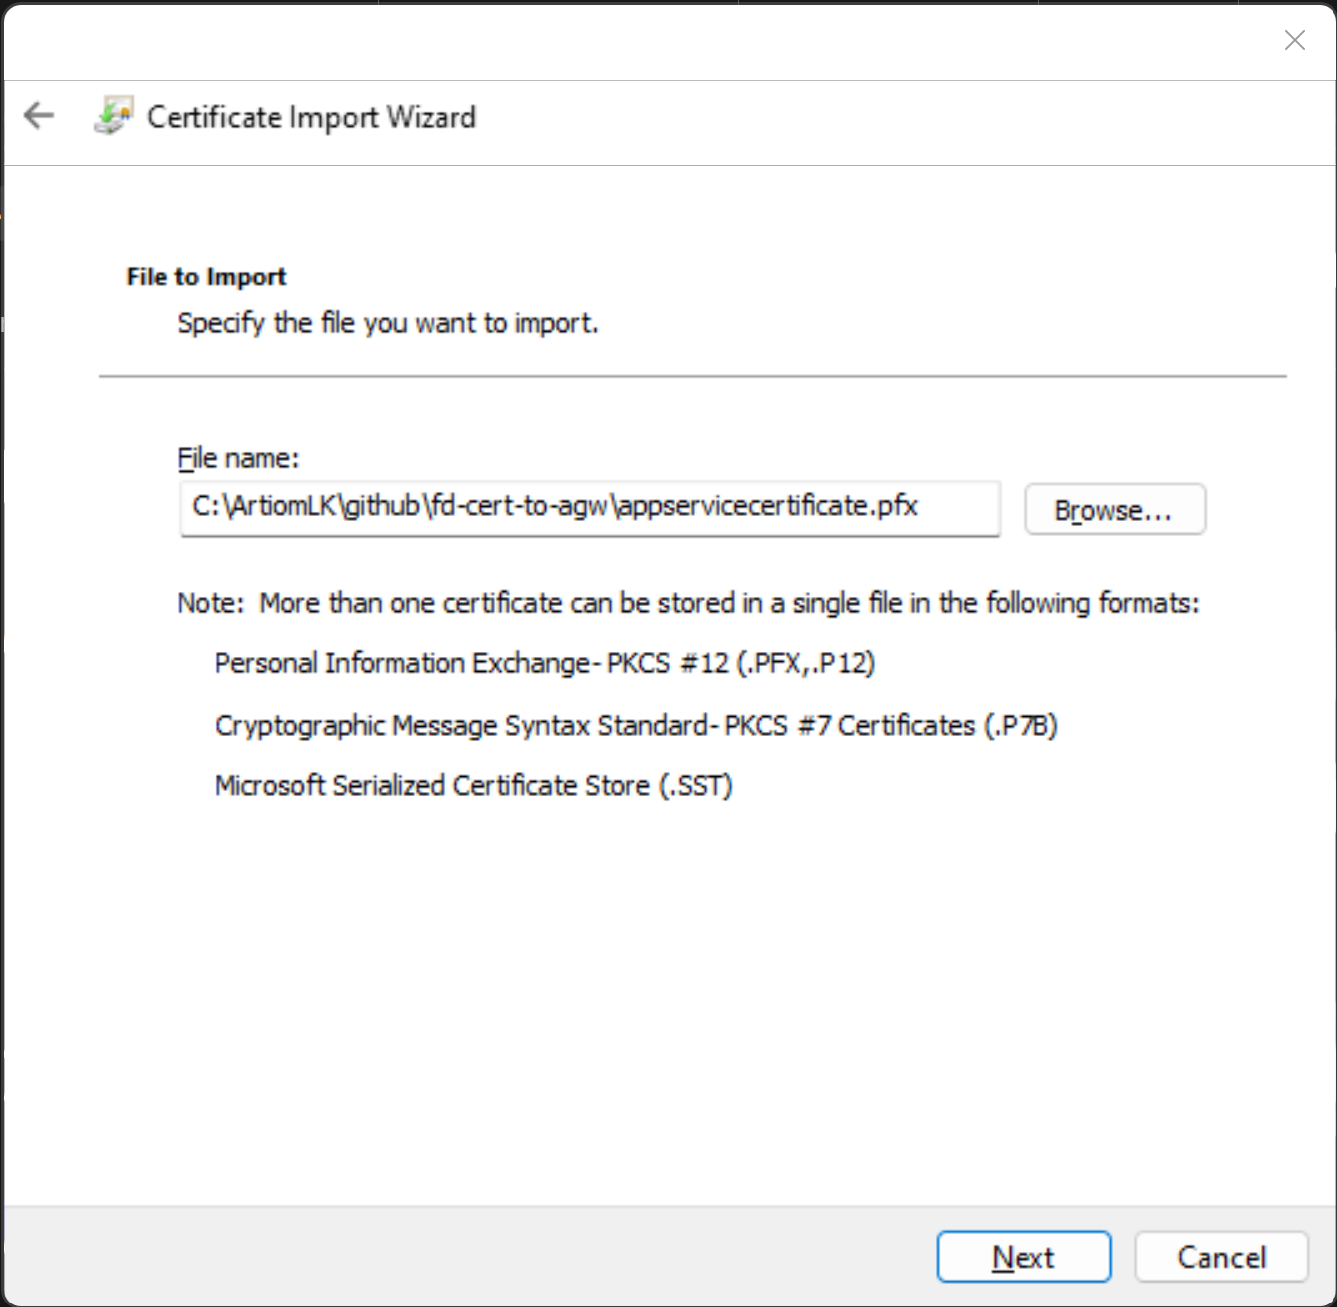 Certificate Import Wizard
File to Import
Specify the file you want to import.
File name:
C:\ArtiomLK\github\fd-cert-to-agw\appservicecertificate.pfx
Browse...
Note:  More than one certificate can be stored in a single file in the following formats:
Personal Information Exchange- PKCS #12 (.PFX,.P12)
Cryptographic Message Syntax Standard- PKCS #7 Certificates (.P7B)
Microsoft Serialized Certificate Store (.SST)
Next
Cancel